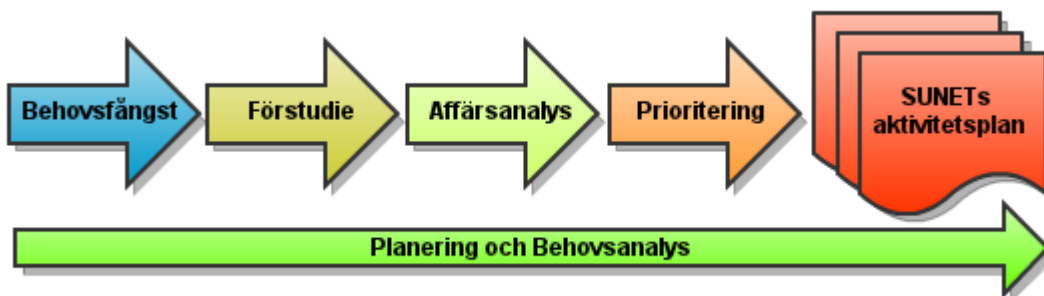 Behovsfångst
Förstudie
Affärsanalys
Prioritering
SUNETs
aktivitetsplan
Planering och Behovsanalys